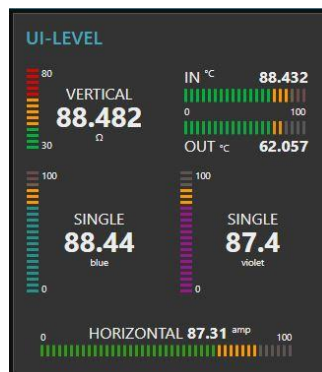 UI-LEVEL
80
VERTICAL
88.482
Ω
30
IN °C 88.432
0 100
OUT °C 62.057
100
SINGLE
88.44
blue
0
100
SINGLE
87.4
violet
0
HORIZONTAL 87.31 amp
0 100